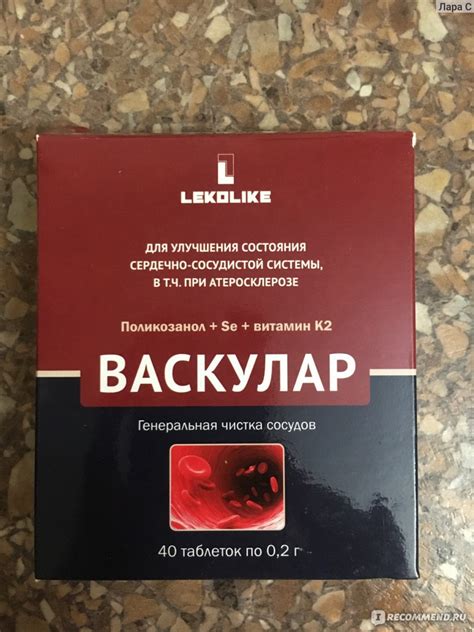 Лара С
LEKOLIKE
ДЛЯ УЛУЧШЕНИЯ СОСТОЯНИЯ
СЕРДЕЧНО-СОСУДИСТОЙ СИСТЕМЫ,
В Т.Ч. ПРИ АТЕРОСКЛЕРОЗЕ
Поликозанол + Se + витамин К2
ВАСКУЛАР
Генеральная чистка сосудов
40 таблеток по 0,2 г
IRECOMMEND.RU